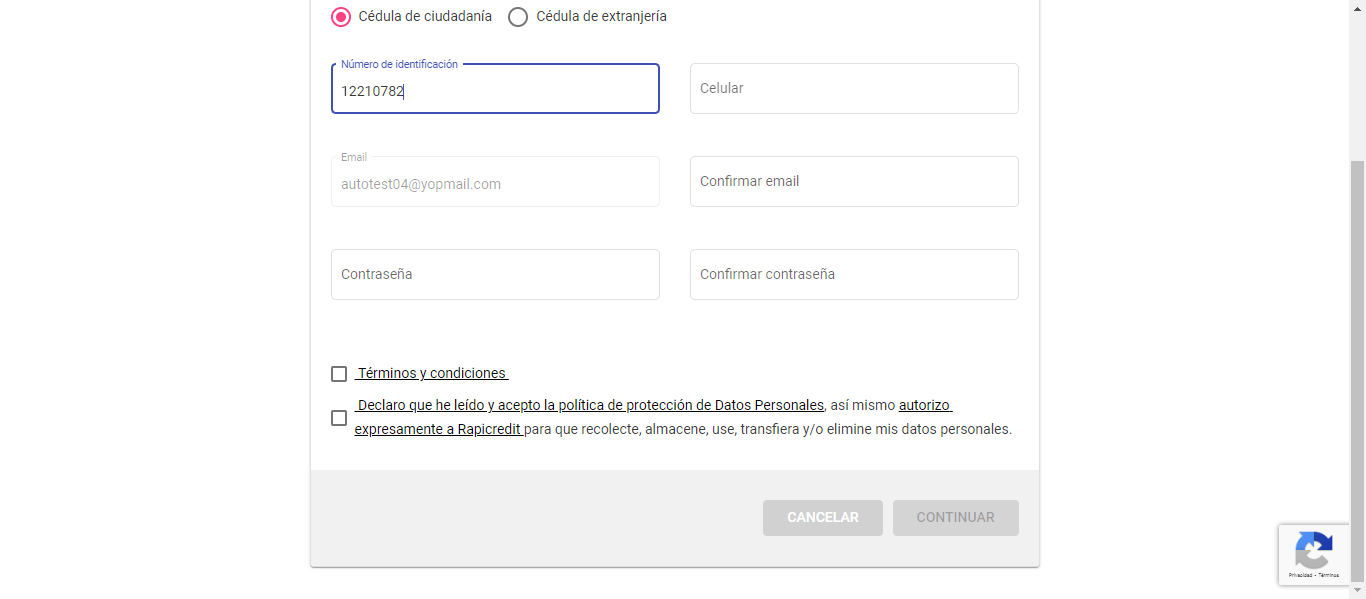 Cédula de ciudadanía Cédula de extranjería
Número de identificación
12210782
Celular
Email
autotest04@yopmail.com
Confirmar email
Contraseña
Confirmar contraseña
Términos y condiciones
Declaro que he leído y acepto la política de protección de Datos Personales, así mismo autorizo
expresamente a Rapicredit para que recolecte, almacene, use, transfiera y/o elimine mis datos personales.
CANCELAR CONTINUAR
Privacidad - Términos